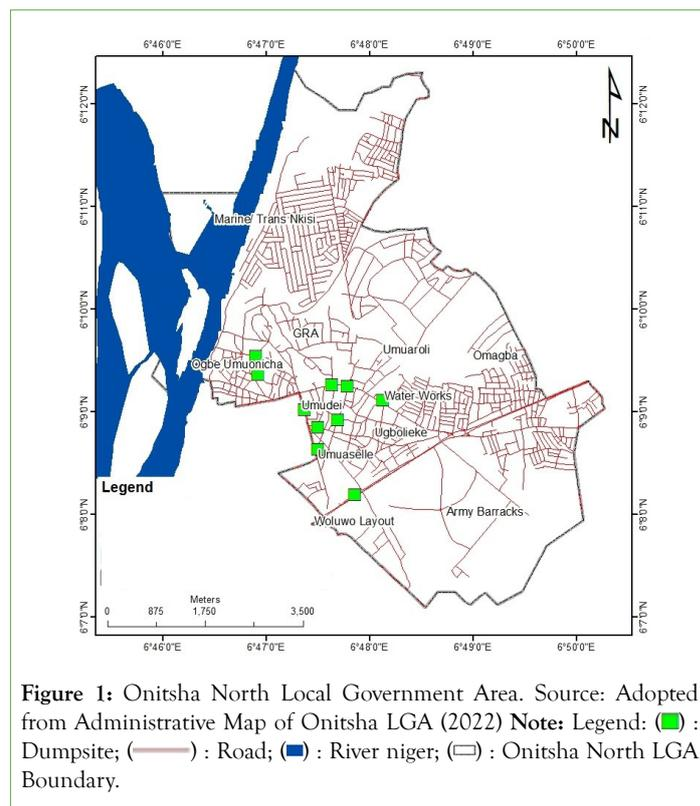 6°46'0"E 6°47'0"E 6°48'0"E 6°49'0"E 6°50'0"E
6°12'0"N 6°12'0"N
N
6°11'0"N 6°11'0"N
Marine/ Trans Nkisi
6°10'0"N 6°10'0"N
GRA
Umuaroli
Omagba
Ogbe Umuonicha
Water Works
Umudei
6°9'0"N 6°9'0"N
Ugbolieke
Umuaselle
Legend
6°8'0"N 6°8'0"N
Army Barracks
Woluwo Layout
Meters
0 875 1,750 3,500
6°7'0"N 6°7'0"N
6°46'0"E 6°47'0"E 6°48'0"E 6°49'0"E 6°50'0"E
Figure 1: Onitsha North Local Government Area. Source: Adopted
from Administrative Map of Onitsha LGA (2022) Note: Legend: ( ) :
Dumpsite; ( ) : Road; ( ) : River niger; ( ) : Onitsha North LGA
Boundary.